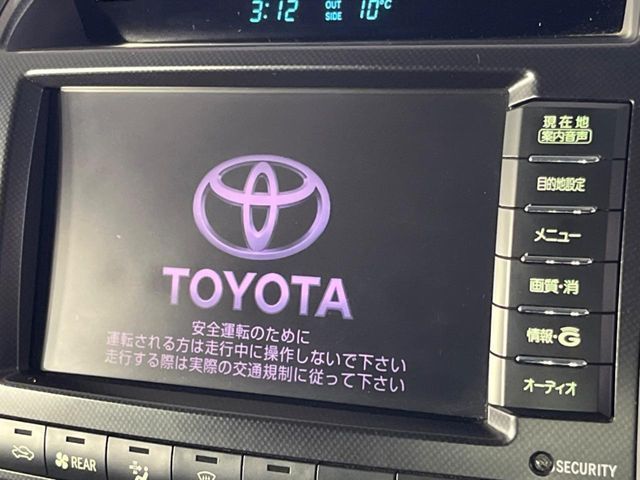 3:12 OUT SIDE 10°C
現在地
案内音声
目的地設定
メニュー
画質・消
情報・G
オーディオ
TOYOTA
安全運転のために
運転される方は走行中に操作しないで下さい
走行する際は実際の交通規制に従って下さい
REAR
SECURITY